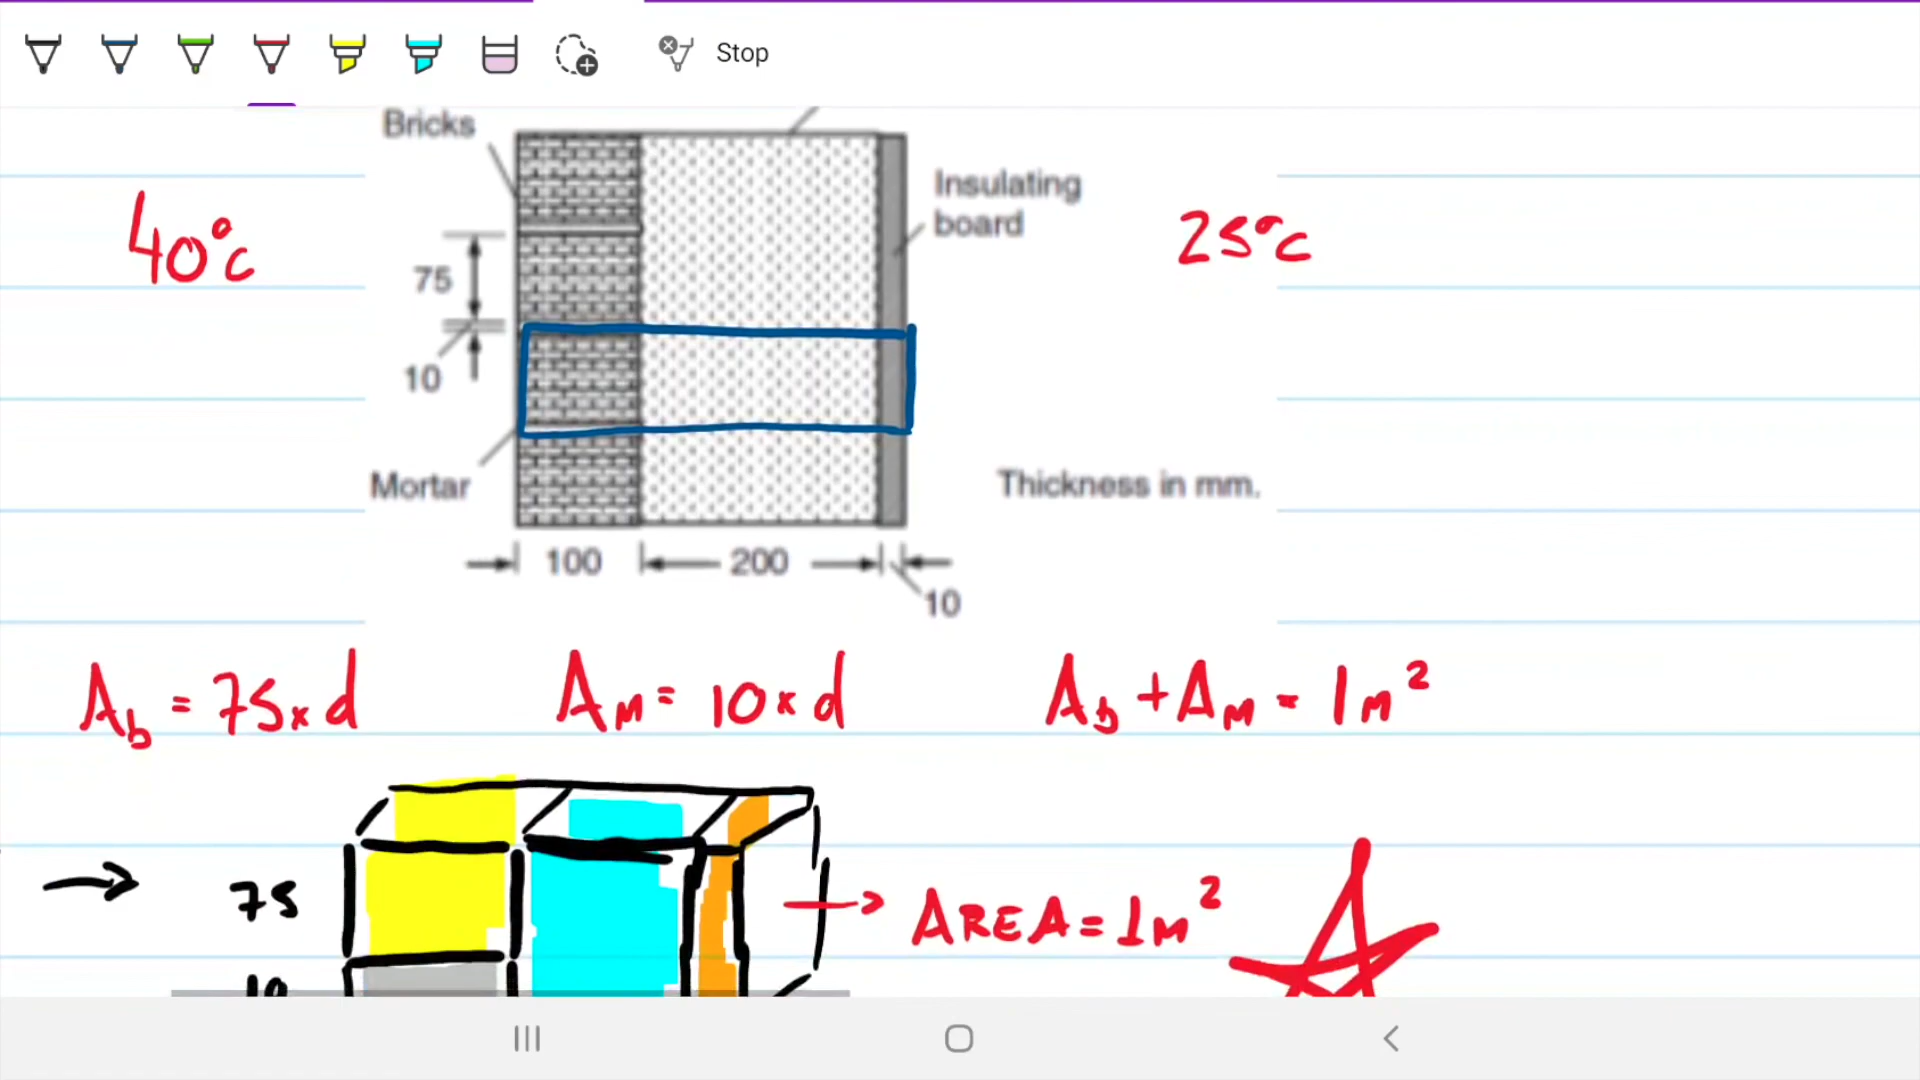 Stop
Bricks
Insulating
board
40°C
25°C
75
10
Mortar
Thickness in mm.
100
200
10
Ab = 75 x d
AM = 10 x d
Ab + AM = 1m²
75
AREA = 1m²
10